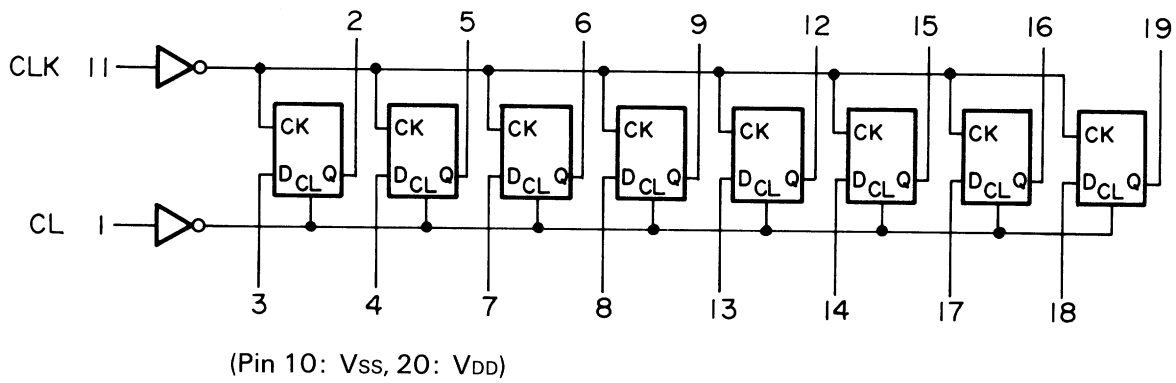 2 5 6 9 12 15 16 19
CLK 11
CK CK CK CK CK CK CK CK
D CL Q D CL Q D CL Q D CL Q D CL Q D CL Q D CL Q D CL Q
CL 1
3 4 7 8 13 14 17 18
(Pin 10: VSS, 20: VDD)